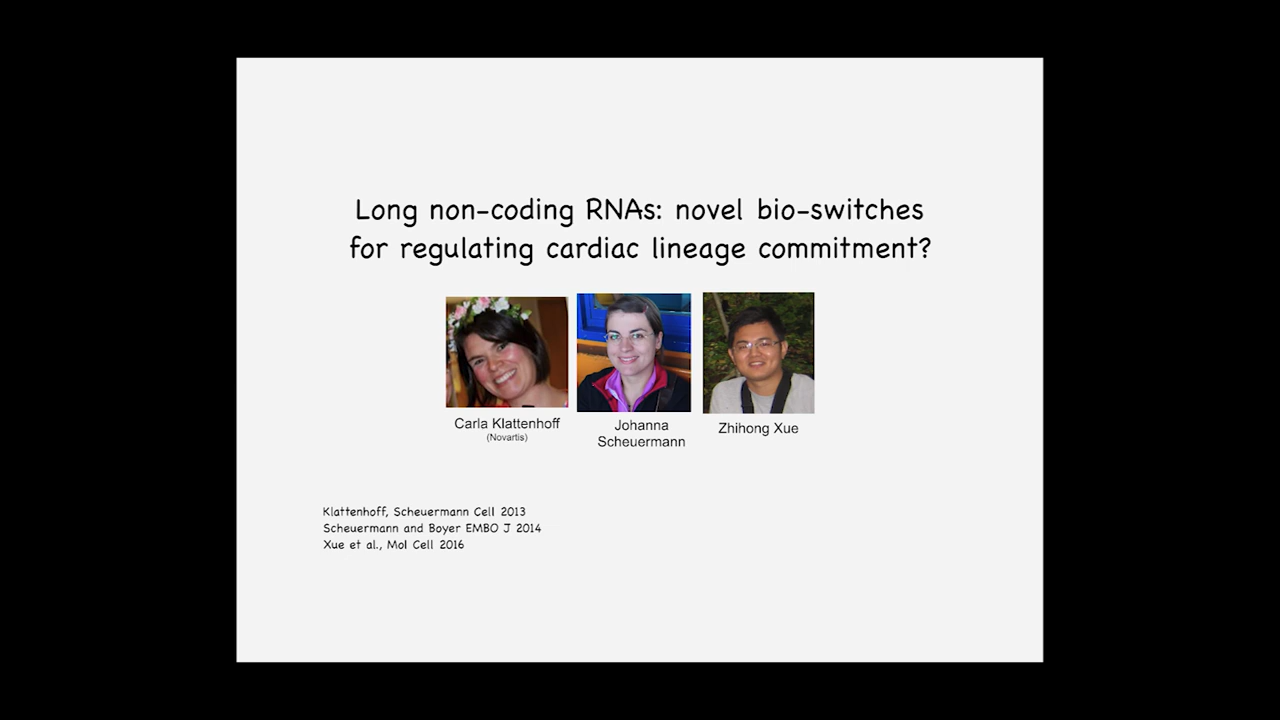 Long non-coding RNAs: novel bio-switches
for regulating cardiac lineage commitment?
Carla Klattenhoff
(Novartis)
Johanna
Scheuermann
Zhihong Xue
Klattenhoff, Scheuermann Cell 2013
Scheuermann and Boyer EMBO J 2014
Xue et al., Mol Cell 2016